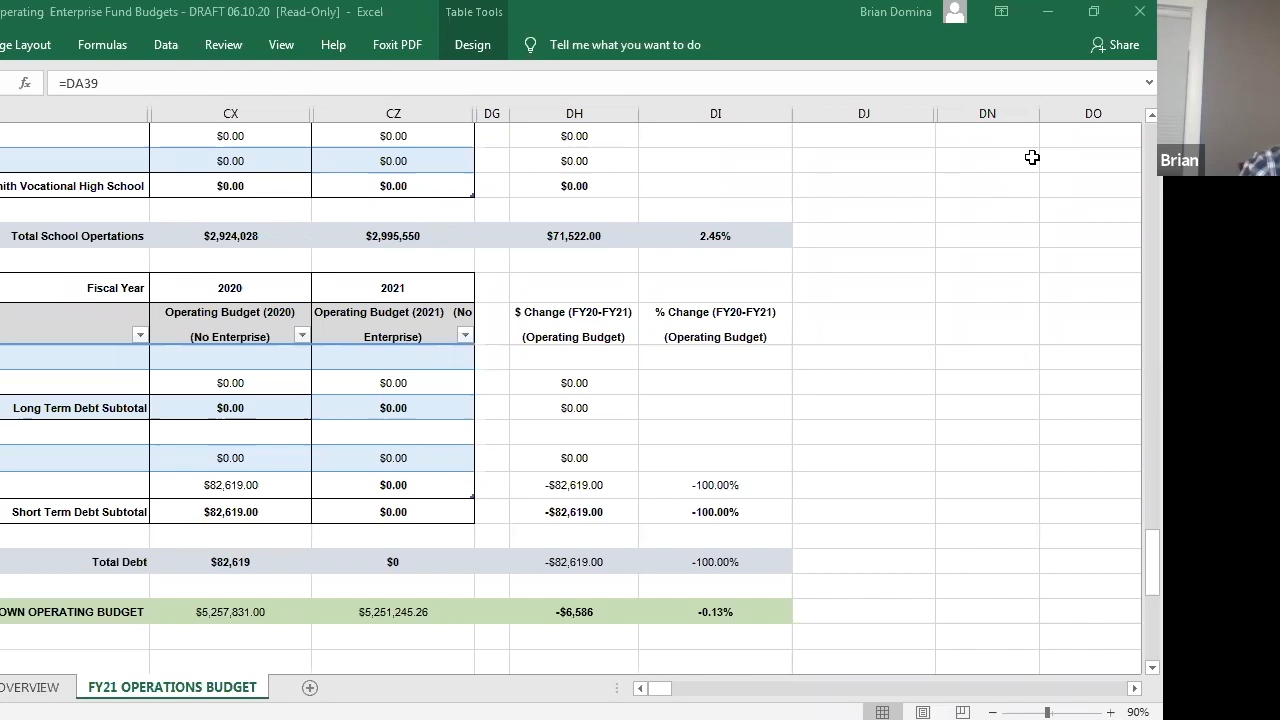 Operating Enterprise Fund Budgets - DRAFT 06.10.20 [Read-Only] - Excel Table Tools Brian Domina
ge Layout Formulas Data Review View Help Foxit PDF Design Tell me what you want to do Share
fx =DA39
CX CZ DG DH DI DJ DN DO
$0.00 $0.00 $0.00
$0.00 $0.00 $0.00
Brian
nith Vocational High School $0.00 $0.00 $0.00
Total School Opertations $2,924,028 $2,995,550 $71,522.00 2.45%
Fiscal Year 2020 2021
Operating Budget (2020) Operating Budget (2021) (No $ Change (FY20-FY21) % Change (FY20-FY21)
(No Enterprise) Enterprise) (Operating Budget) (Operating Budget)
$0.00 $0.00 $0.00
Long Term Debt Subtotal $0.00 $0.00 $0.00
$0.00 $0.00 $0.00
$82,619.00 $0.00 -$82,619.00 -100.00%
Short Term Debt Subtotal $82,619.00 $0.00 -$82,619.00 -100.00%
Total Debt $82,619 $0 -$82,619.00 -100.00%
OWN OPERATING BUDGET $5,257,831.00 $5,251,245.26 -$6,586 -0.13%
OVERVIEW FY21 OPERATIONS BUDGET
90%